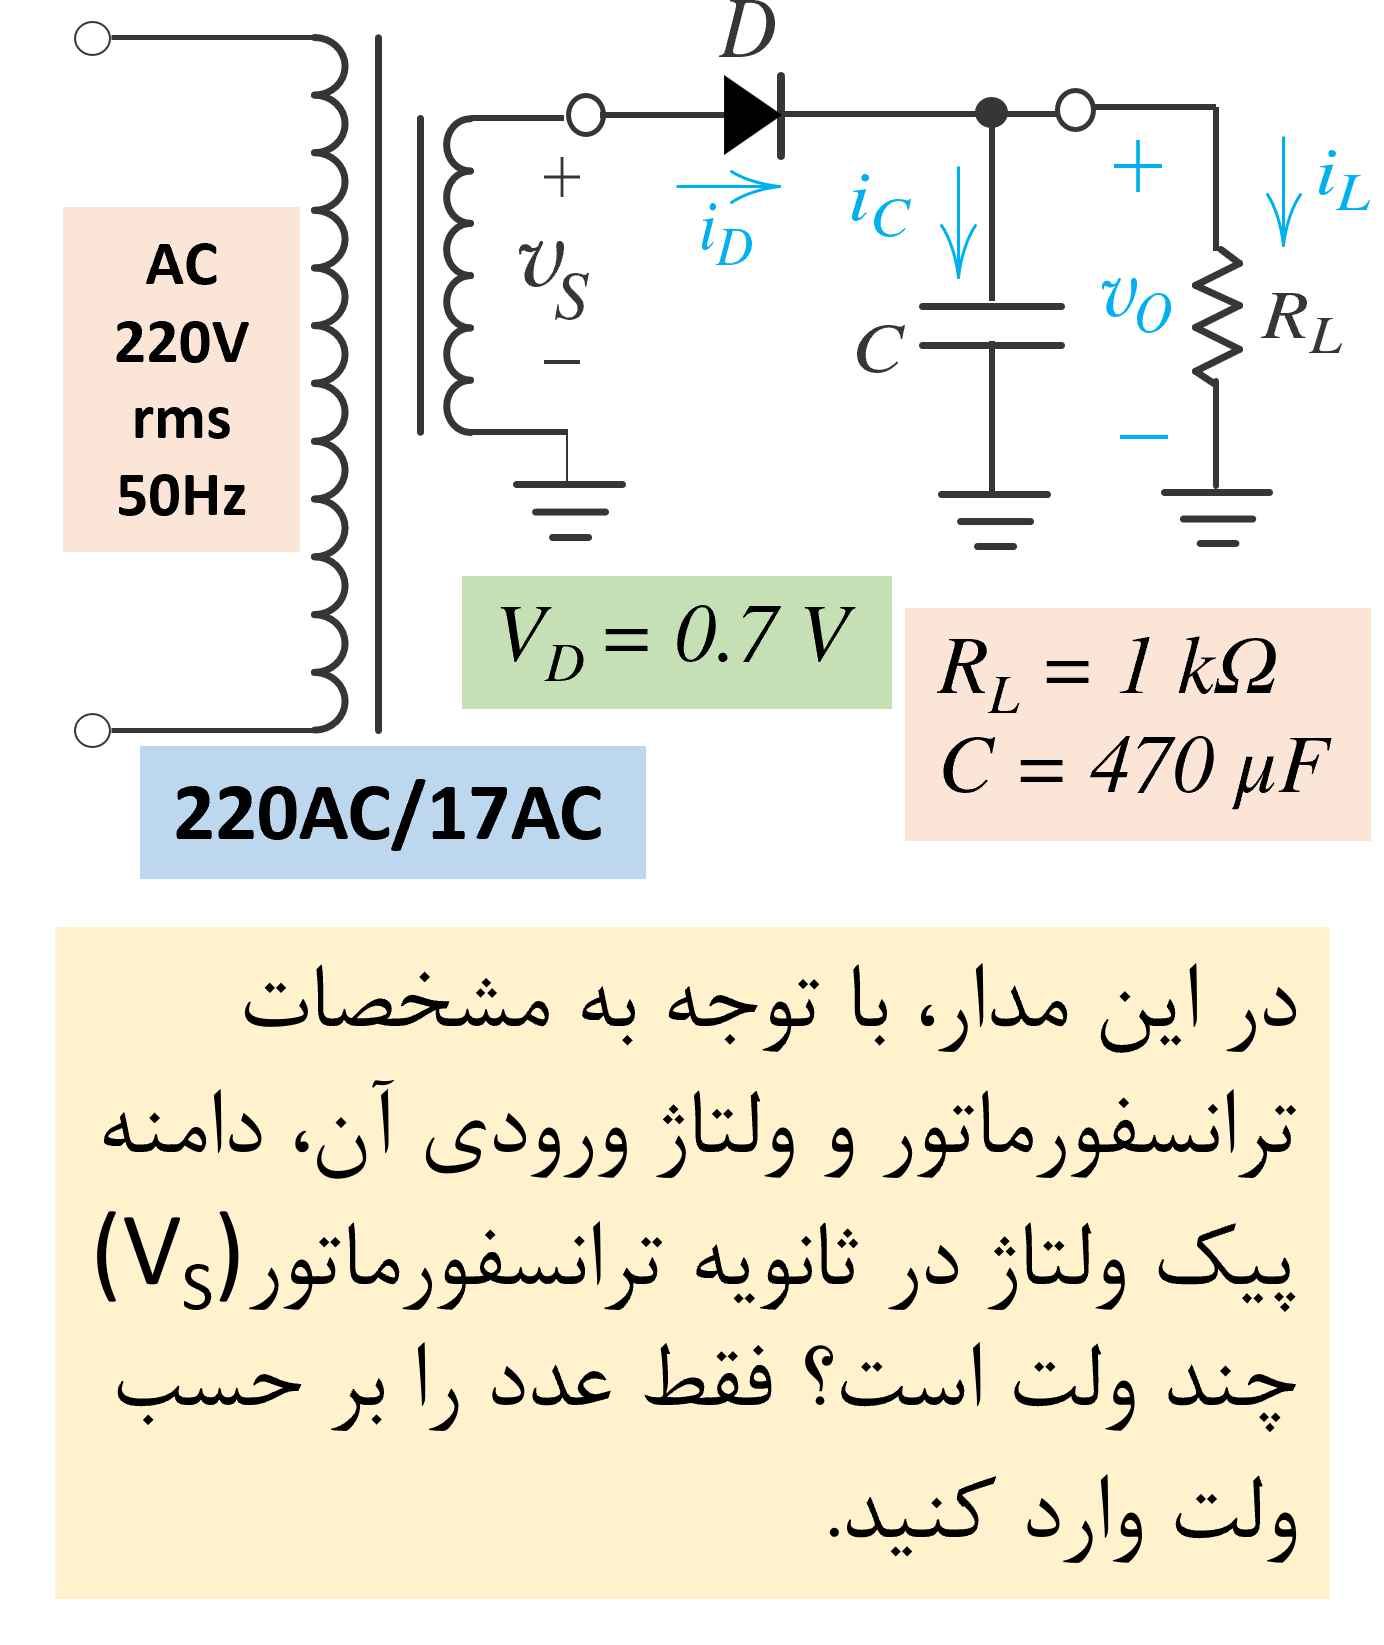 D
AC
220V
rms
50Hz
+
v_S
−
i_D
i_C
C
+
v_O
−
i_L
R_L
V_D = 0.7 V
R_L = 1 kΩ
C = 470 μF
220AC/17AC
در این مدار، با توجه به مشخصات
ترانسفورماتور و ولتاژ ورودی آن، دامنه
پیک ولتاژ در ثانویه ترانسفورماتور(V_S)
چند ولت است؟ فقط عدد را بر حسب
ولت وارد کنید.